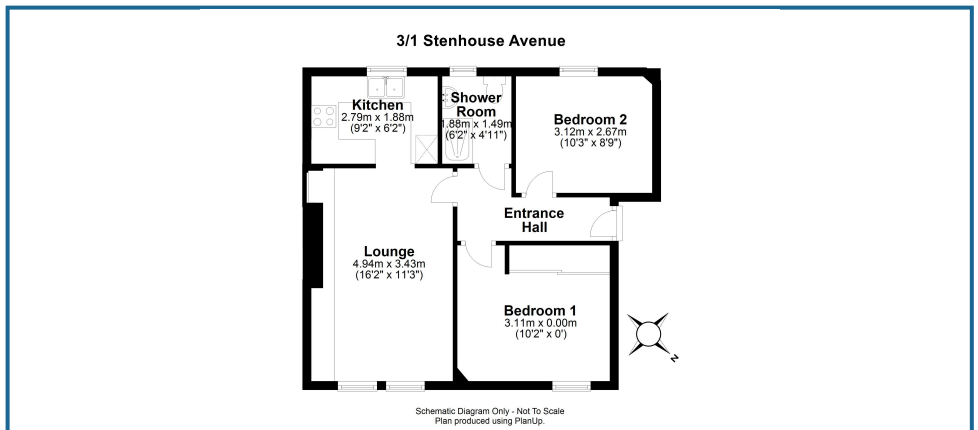 3/1 Stenhouse Avenue
Kitchen
2.79m x 1.88m
(9'2" x 6'2")
Shower
Room
1.88m x 1.49m
(6'2" x 4'11")
Bedroom 2
3.12m x 2.67m
(10'3" x 8'9")
Entrance
Hall
Lounge
4.94m x 3.43m
(16'2" x 11'3")
Bedroom 1
3.11m x 0.00m
(10'2" x 0')
N
Schematic Diagram Only - Not To Scale
Plan produced using PlanUp.